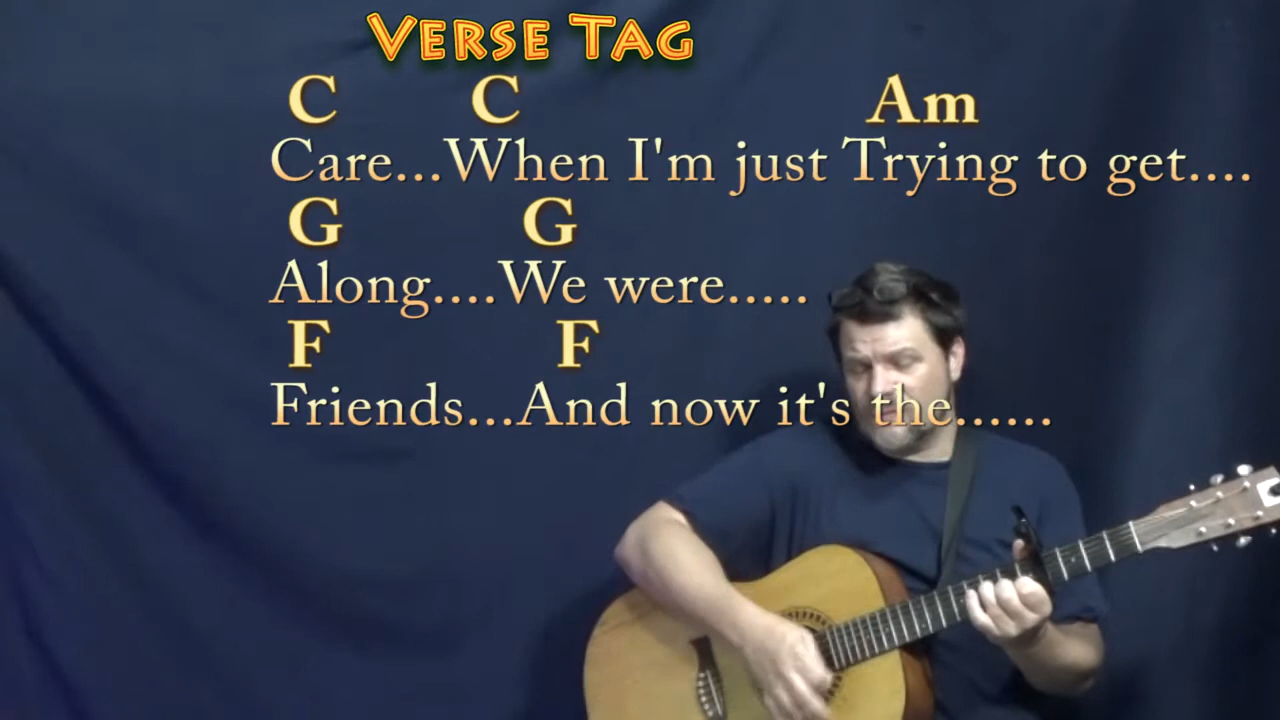 VERSE TAG
C C Am
Care...When I'm just Trying to get....
G G
Along....We were.....
F F
Friends...And now it's the......